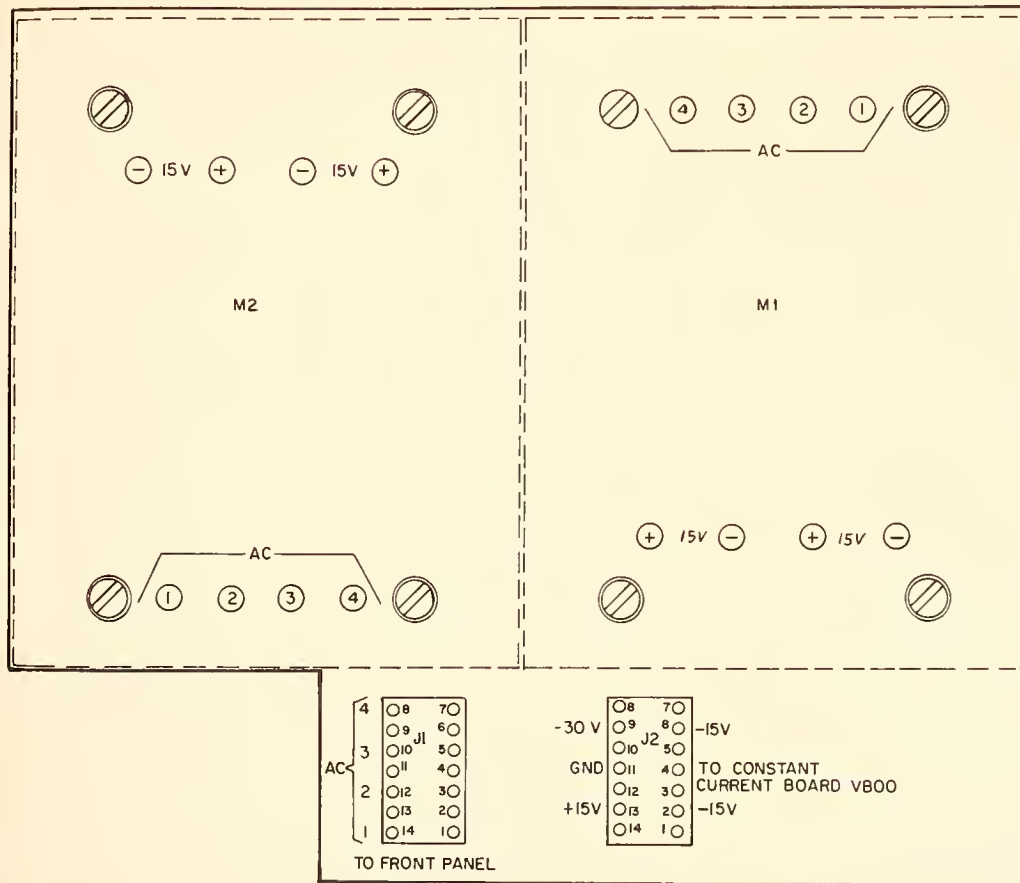 4 3 2 1
AC
- 15V + - 15V +
M2
M1
+ 15V - + 15V -
AC
1 2 3 4
4 8 7
9 6
J1
3 10 5
AC 11 4
2 12 3
13 2
1 14 1
TO FRONT PANEL
8 7
-30 V 9 8 -15V
J2
10 5
GND 11 4 TO CONSTANT
12 3 CURRENT BOARD VB00
+15V 13 2 -15V
14 1